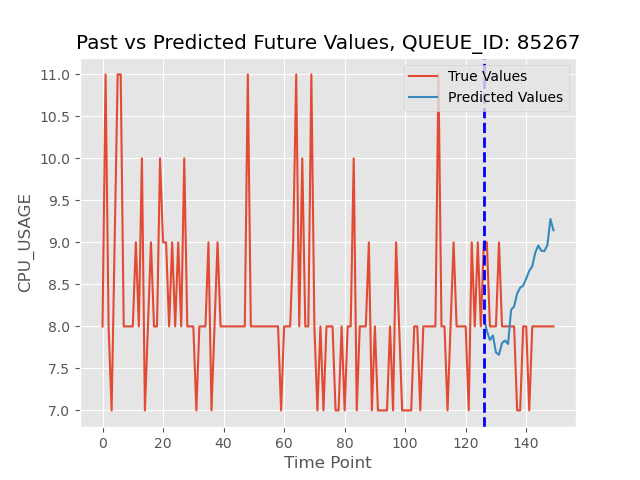 Past vs Predicted Future Values, QUEUE_ID: 85267
True Values
Predicted Values
CPU_USAGE
11.0
10.5
10.0
9.5
9.0
8.5
8.0
7.5
7.0
0 20 40 60 80 100 120 140
Time Point